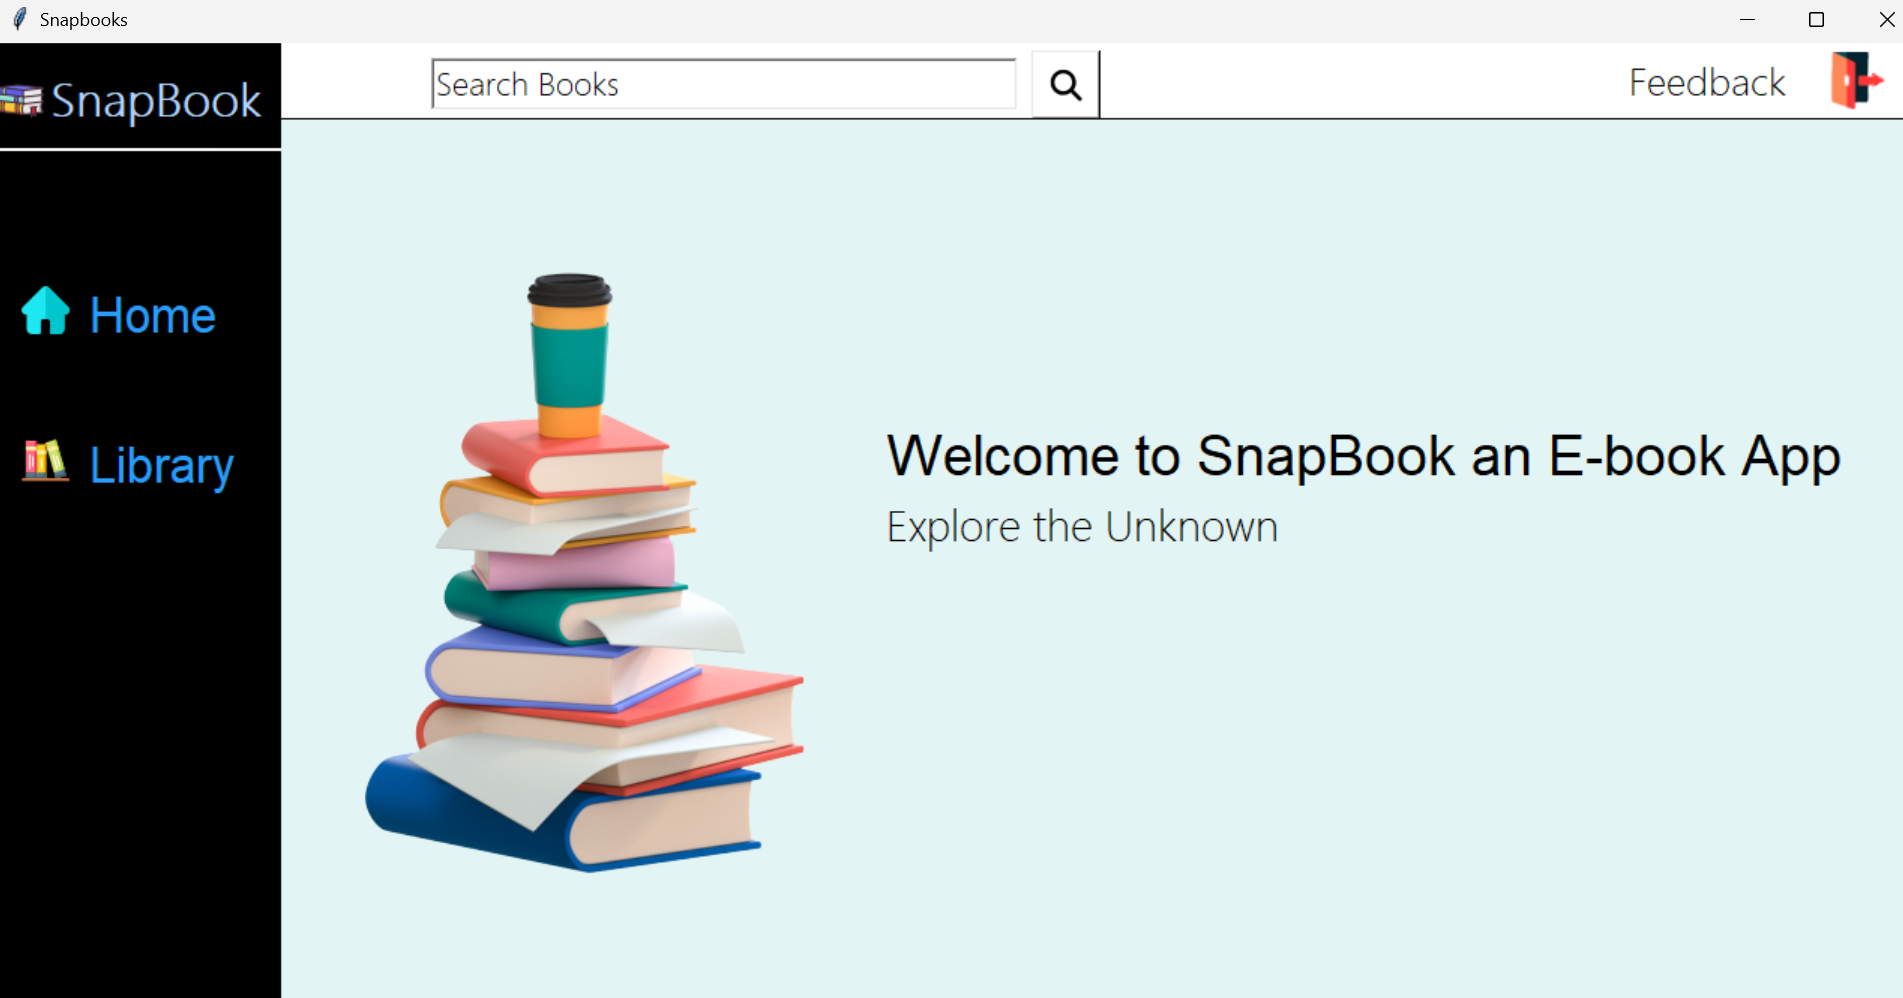 Snapbooks
SnapBook
Search Books
Feedback
Home
Library
Welcome to SnapBook an E-book App
Explore the Unknown